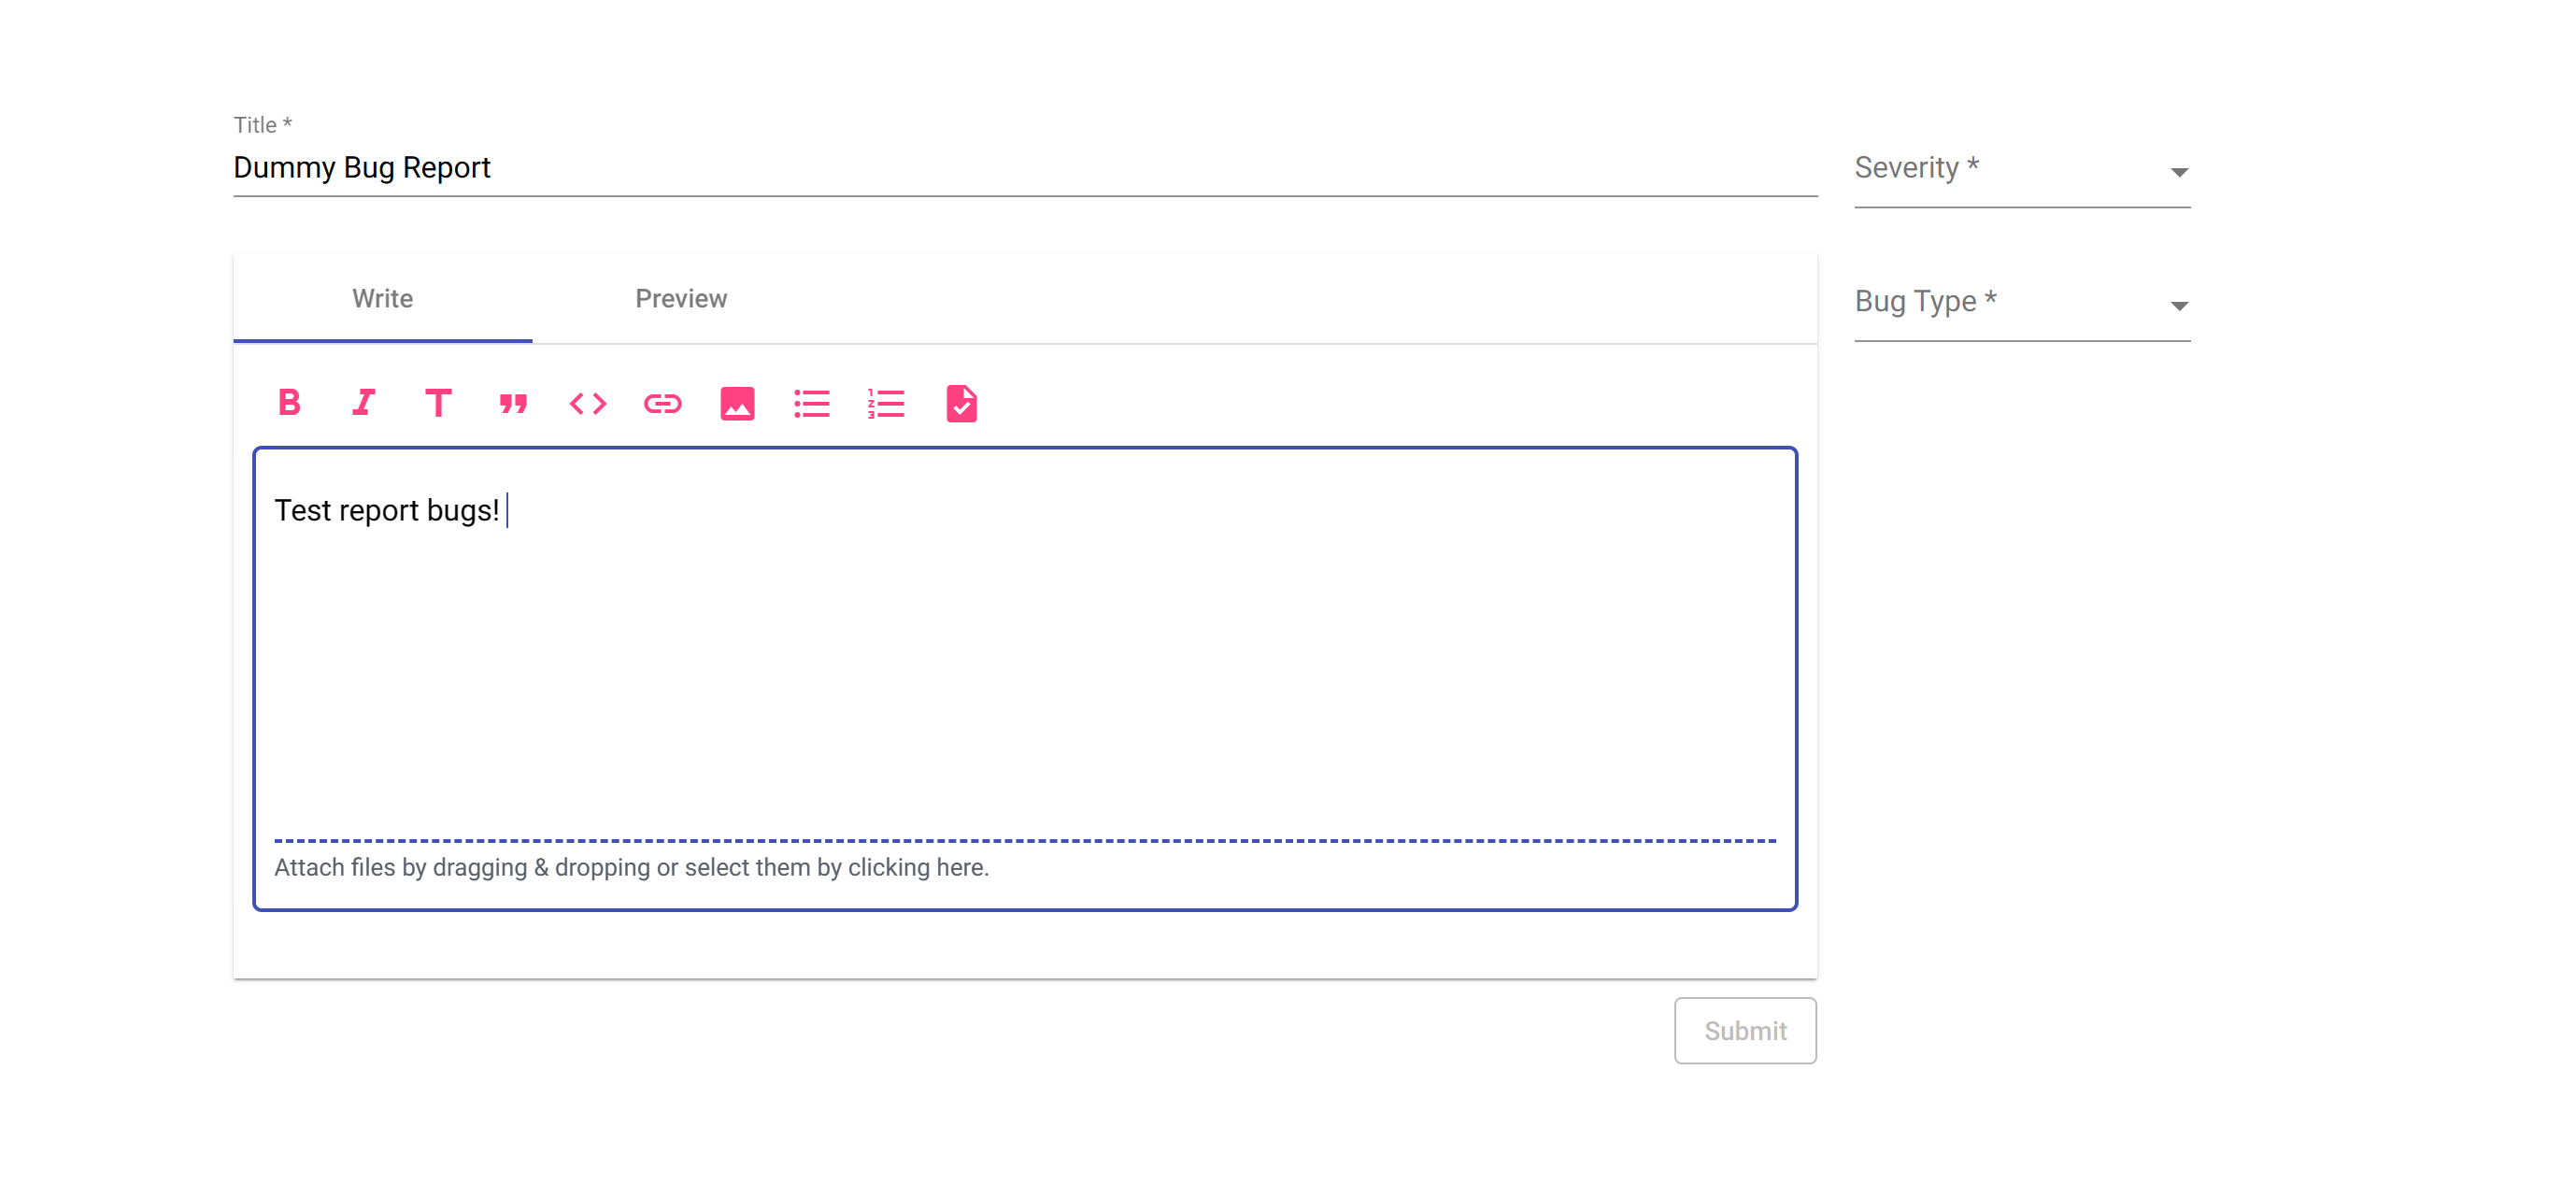 Title *
Dummy Bug Report
Severity *
Write
Preview
Bug Type *
Test report bugs!
Attach files by dragging & dropping or select them by clicking here.
Submit